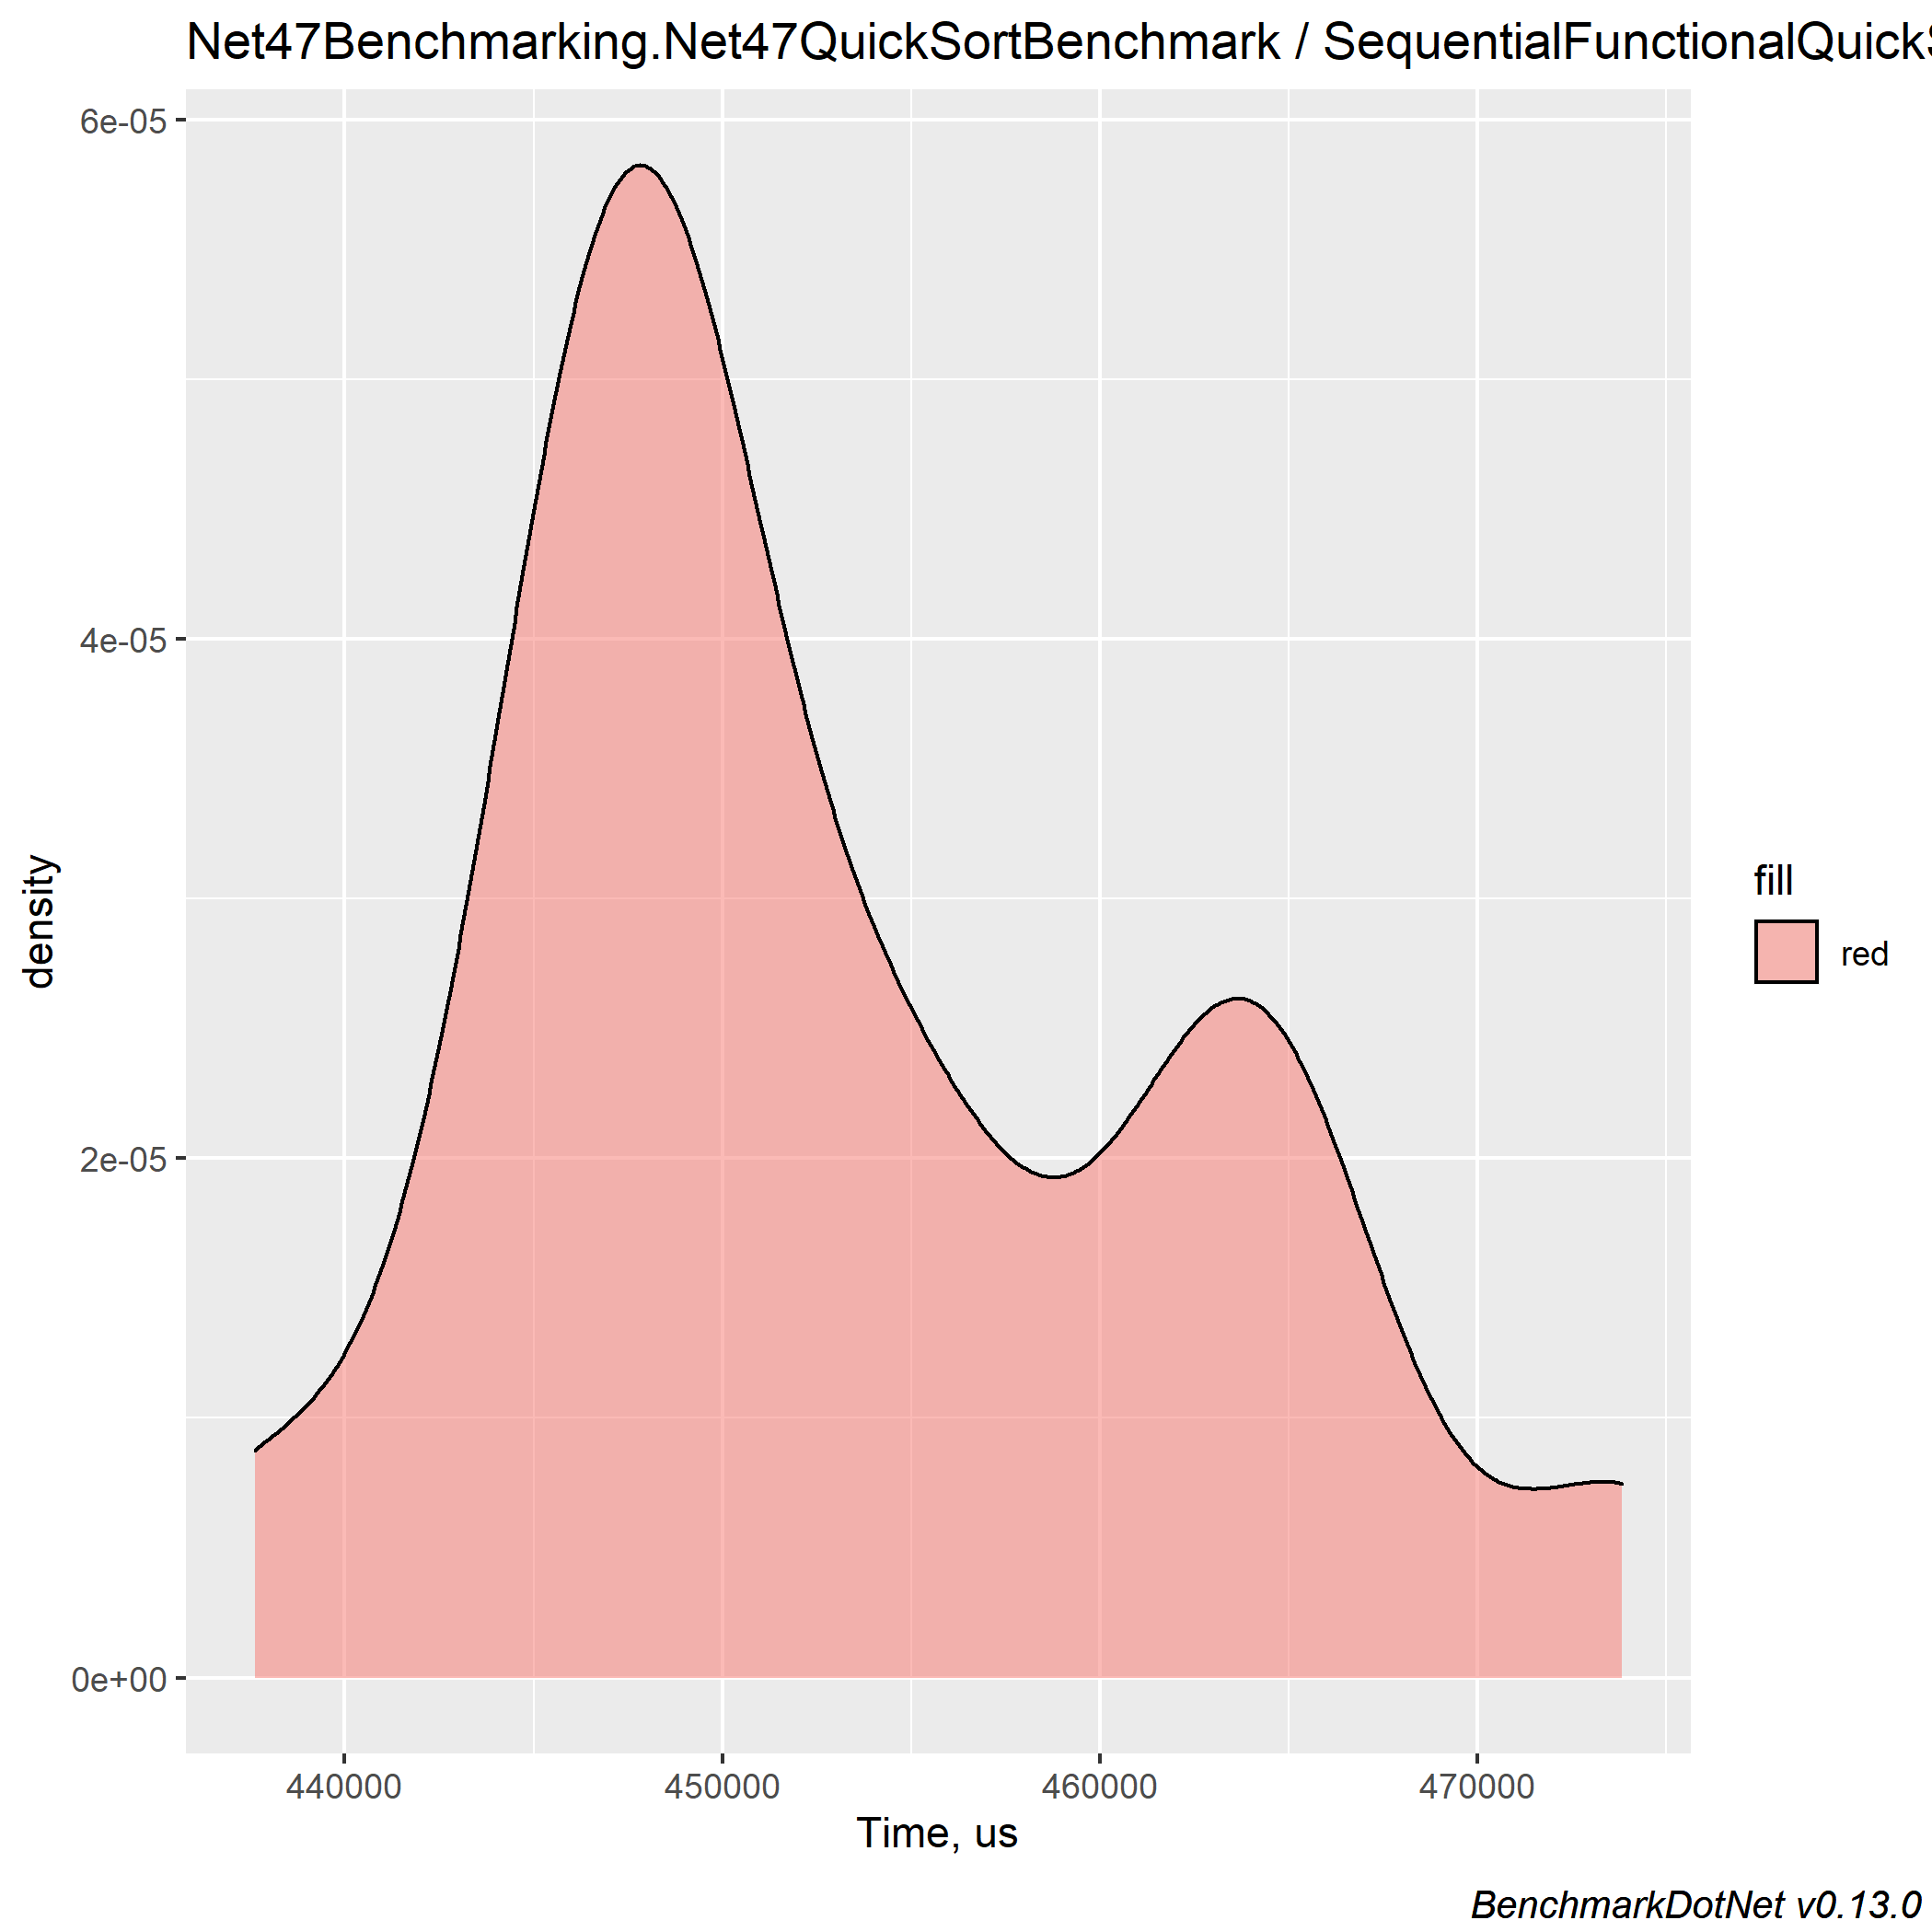 Net47Benchmarking.Net47QuickSortBenchmark / SequentialFunctionalQuick
6e-05
4e-05
2e-05
0e+00
density
440000 450000 460000 470000
Time, us
fill
red
BenchmarkDotNet v0.13.0